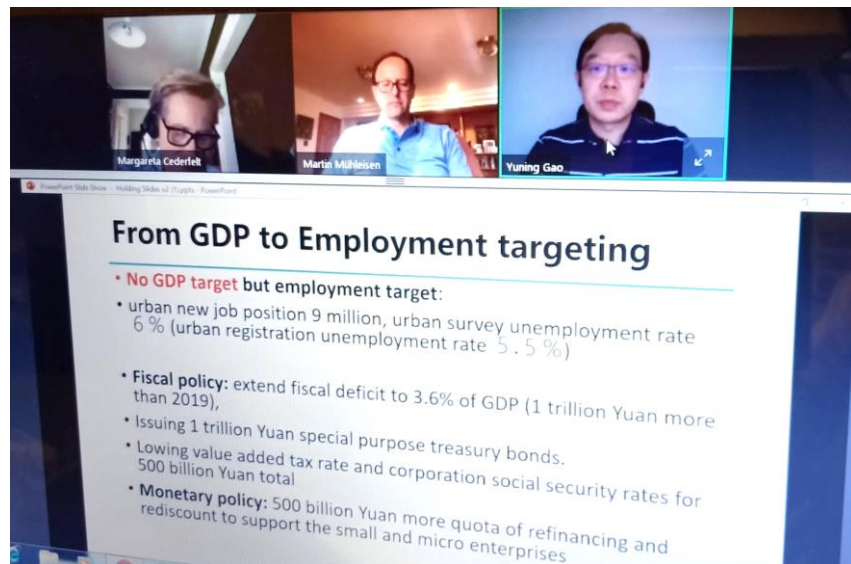 Margareta Cederfelt
Martin Mühleisen
Yuning Gao
PowerPoint Slide Show - Holding Slides v2 (1).pptx - PowerPoint
From GDP to Employment targeting
• No GDP target but employment target:
• urban new job position 9 million, urban survey unemployment rate
6% (urban registration unemployment rate 5.5%)
• Fiscal policy: extend fiscal deficit to 3.6% of GDP (1 trillion Yuan more
than 2019),
• Issuing 1 trillion Yuan special purpose treasury bonds.
• Lowing value added tax rate and corporation social security rates for
500 billion Yuan total
• Monetary policy: 500 billion Yuan more quota of refinancing and
rediscount to support the small and micro enterprises